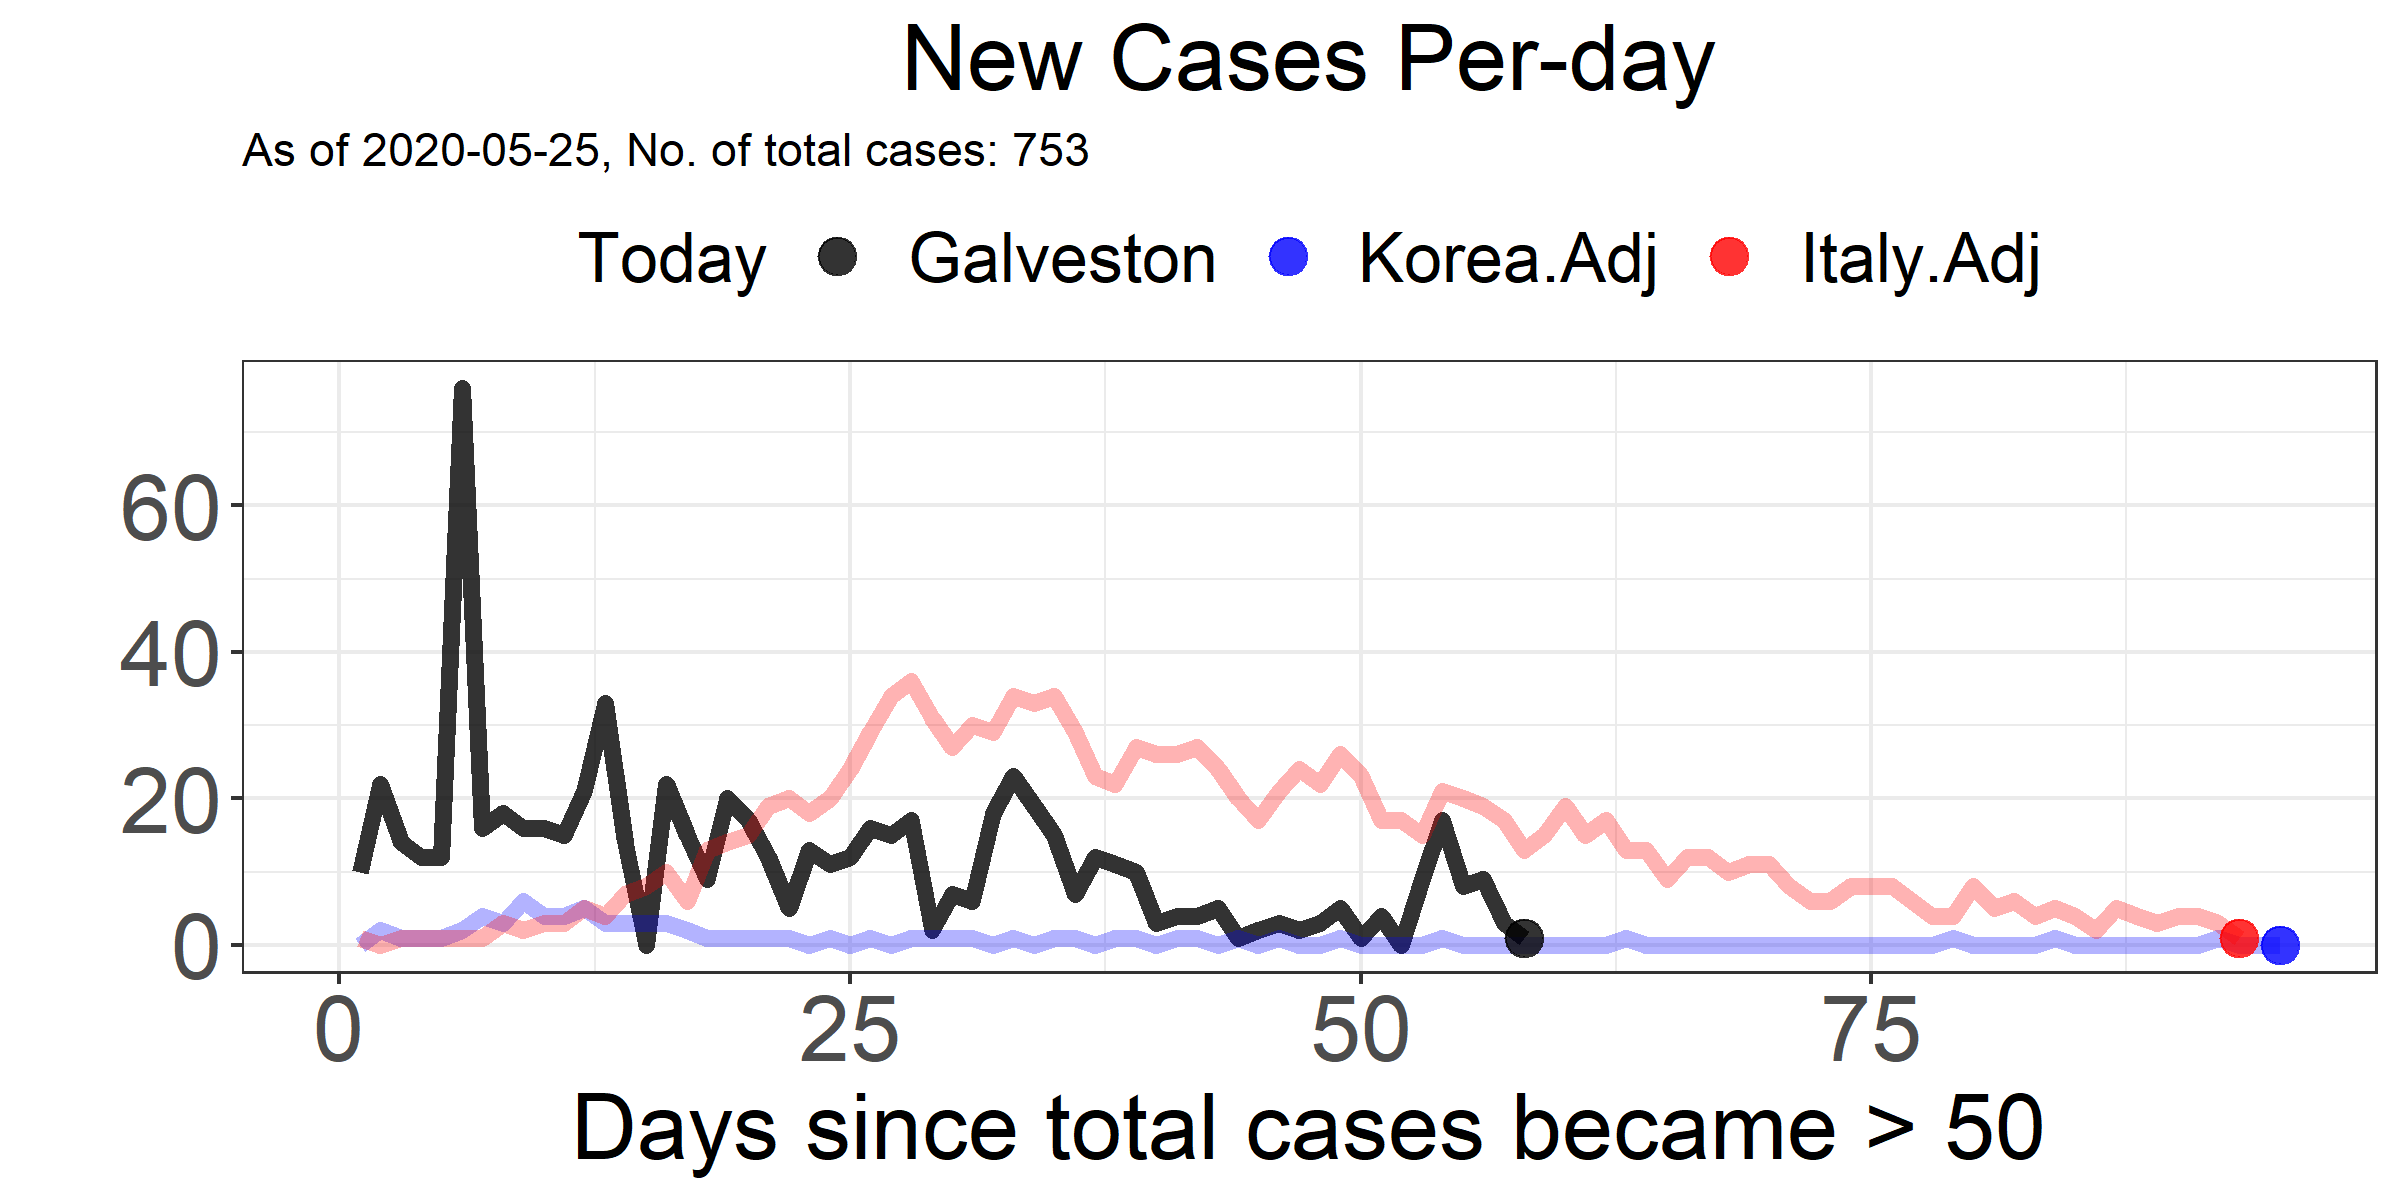 New Cases Per-day
As of 2020-05-25, No. of total cases: 753
Today Galveston Korea.Adj Italy.Adj
60
40
20
0
0 25 50 75
Days since total cases became > 50